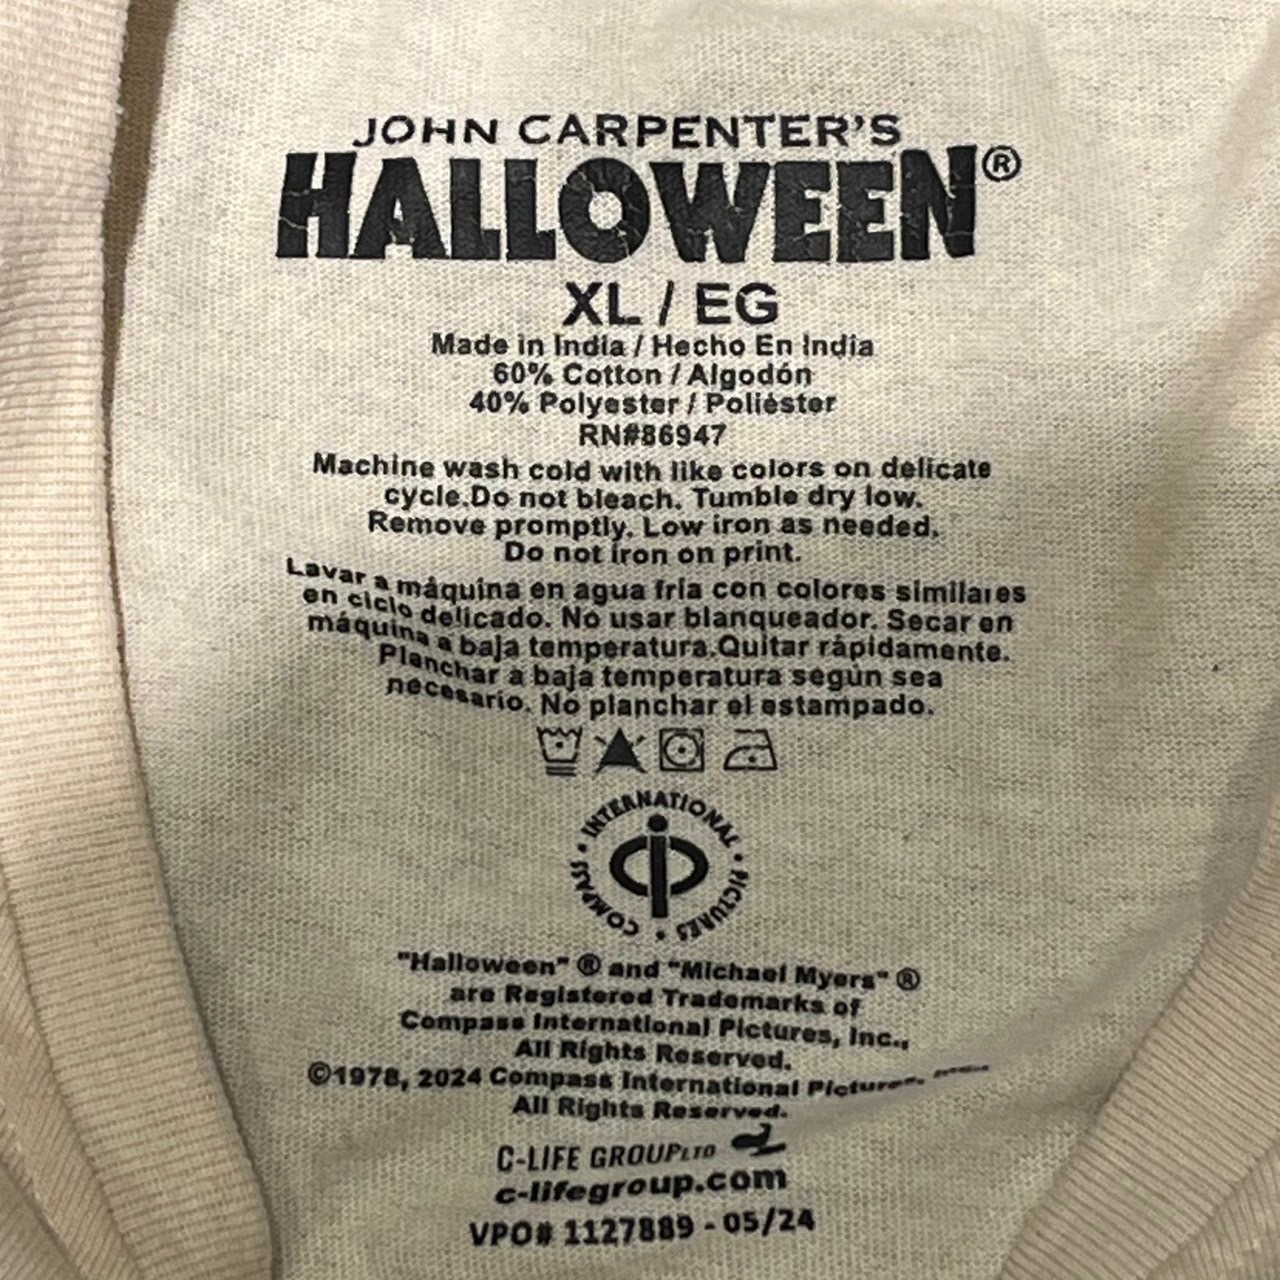 JOHN CARPENTER'S
HALLOWEEN®
XL / EG
Made in India / Hecho En India
60% Cotton / Algodón
40% Polyester / Poliéster
RN#86947
Machine wash cold with like colors on delicate
cycle.Do not bleach. Tumble dry low.
Remove promptly. Low iron as needed.
Do not iron on print.
Lavar a máquina en agua fría con colores similares
en ciclo delicado. No usar blanqueador. Secar en
máquina a baja temperatura.Quitar rápidamente.
Planchar a baja temperatura según sea
necesario. No planchar el estampado.
COMPASS • INTERNATIONAL • PICTURES •
"Halloween" ® and "Michael Myers" ®
are Registered Trademarks of
Compass International Pictures, Inc.,
All Rights Reserved.
©1978, 2024 Compass International Pictures,
All Rights Reserved.
C-LIFE GROUP LTD
c-lifegroup.com
VPO# 1127889 - 05/24